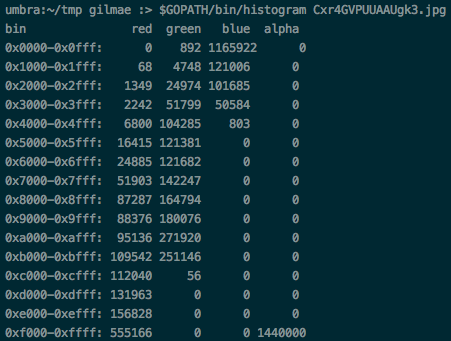 umbra:~/tmp gilmae :> $GOPATH/bin/histogram Cxr4GVPUUAAUgk3.jpg
bin                red  green    blue  alpha
0x0000-0x0fff:       0    892 1165922      0
0x1000-0x1fff:      68   4748  121006      0
0x2000-0x2fff:    1349  24974  101685      0
0x3000-0x3fff:    2242  51799   50584      0
0x4000-0x4fff:    6800 104285     803      0
0x5000-0x5fff:   16415 121381       0      0
0x6000-0x6fff:   24885 121682       0      0
0x7000-0x7fff:   51903 142247       0      0
0x8000-0x8fff:   87287 164794       0      0
0x9000-0x9fff:   88376 180076       0      0
0xa000-0xafff:   95136 271920       0      0
0xb000-0xbfff:  109542 251146       0      0
0xc000-0xcfff:  112040     56       0      0
0xd000-0xdfff:  131963      0       0      0
0xe000-0xefff:  156828      0       0      0
0xf000-0xffff:  555166      0       0 1440000